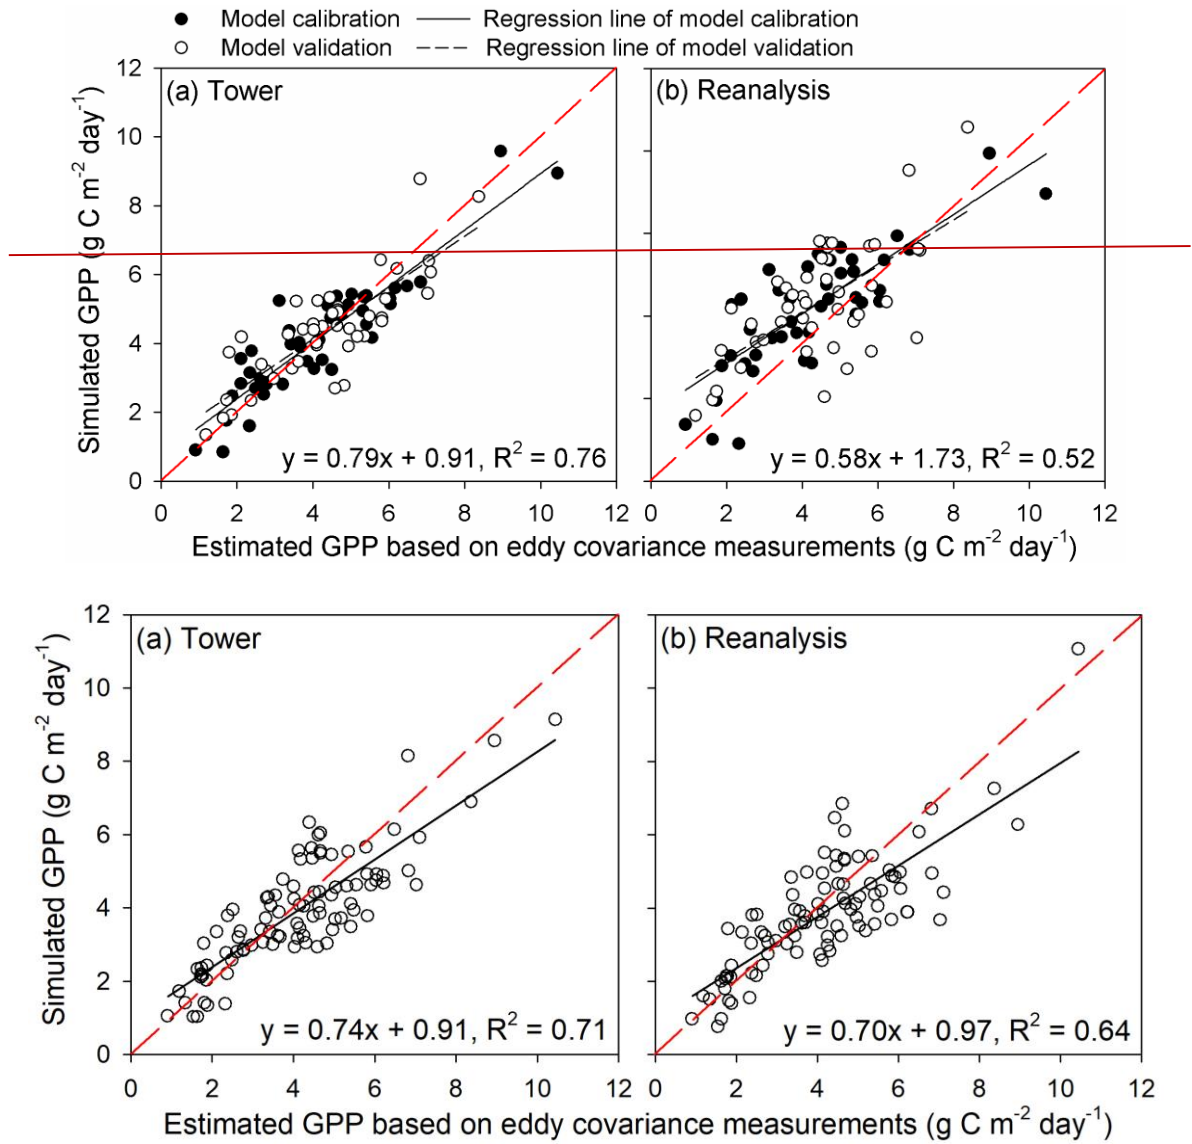 Model calibration Regression line of model calibration
Model validation Regression line of model validation
Simulated GPP (g C m-2 day-1)
12
10
8
6
4
2
0
(a) Tower
y = 0.79x + 0.91, R2 = 0.76
0 2 4 6 8 10 12
(b) Reanalysis
y = 0.58x + 1.73, R2 = 0.52
0 2 4 6 8 10 12
Estimated GPP based on eddy covariance measurements (g C m-2 day-1)
Simulated GPP (g C m-2 day-1)
12
10
8
6
4
2
0
(a) Tower
y = 0.74x + 0.91, R2 = 0.71
0 2 4 6 8 10 12
(b) Reanalysis
y = 0.70x + 0.97, R2 = 0.64
0 2 4 6 8 10 12
Estimated GPP based on eddy covariance measurements (g C m-2 day-1)